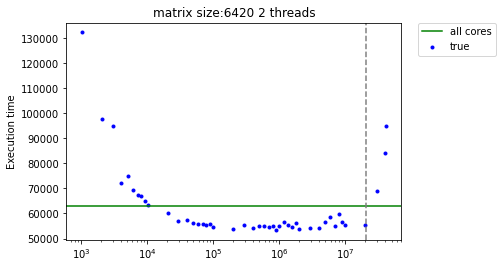 matrix size:6420 2 threads
all cores
true
Execution time
130000
120000
110000
100000
90000
80000
70000
60000
50000
10³ 10⁴ 10⁵ 10⁶ 10⁷